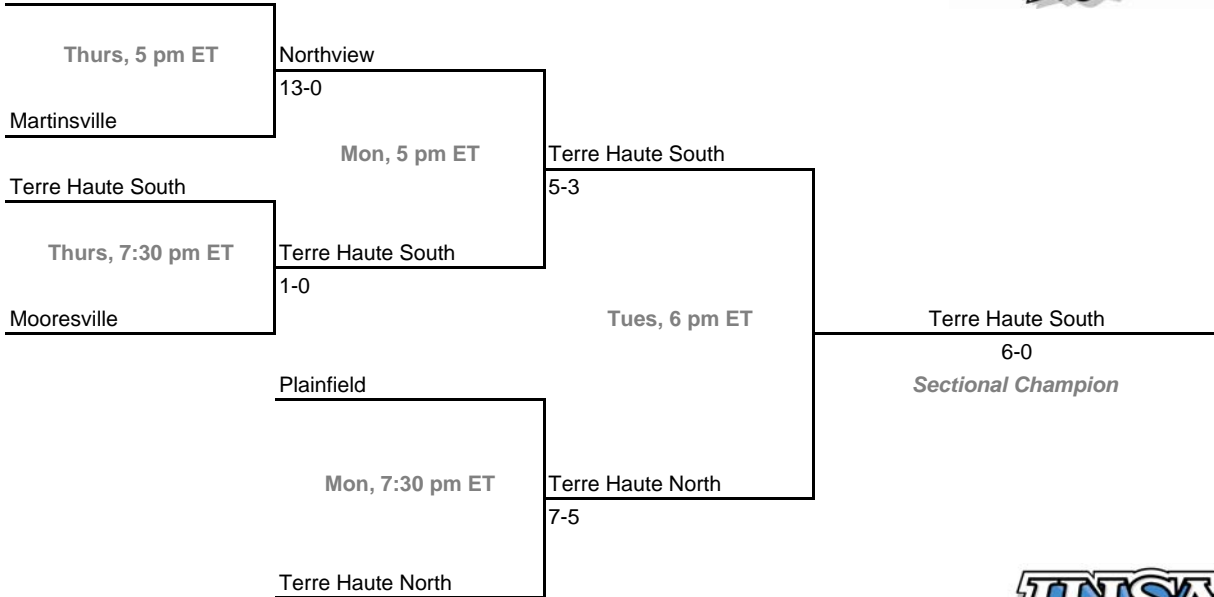 Thurs, 5 pm ET
Northview
13-0
Martinsville
Mon, 5 pm ET
Terre Haute South
Terre Haute South
5-3
Thurs, 7:30 pm ET
Terre Haute South
1-0
Mooresville
Tues, 6 pm ET
Terre Haute South
6-0
Plainfield
Sectional Champion
Mon, 7:30 pm ET
Terre Haute North
7-5
Terre Haute North